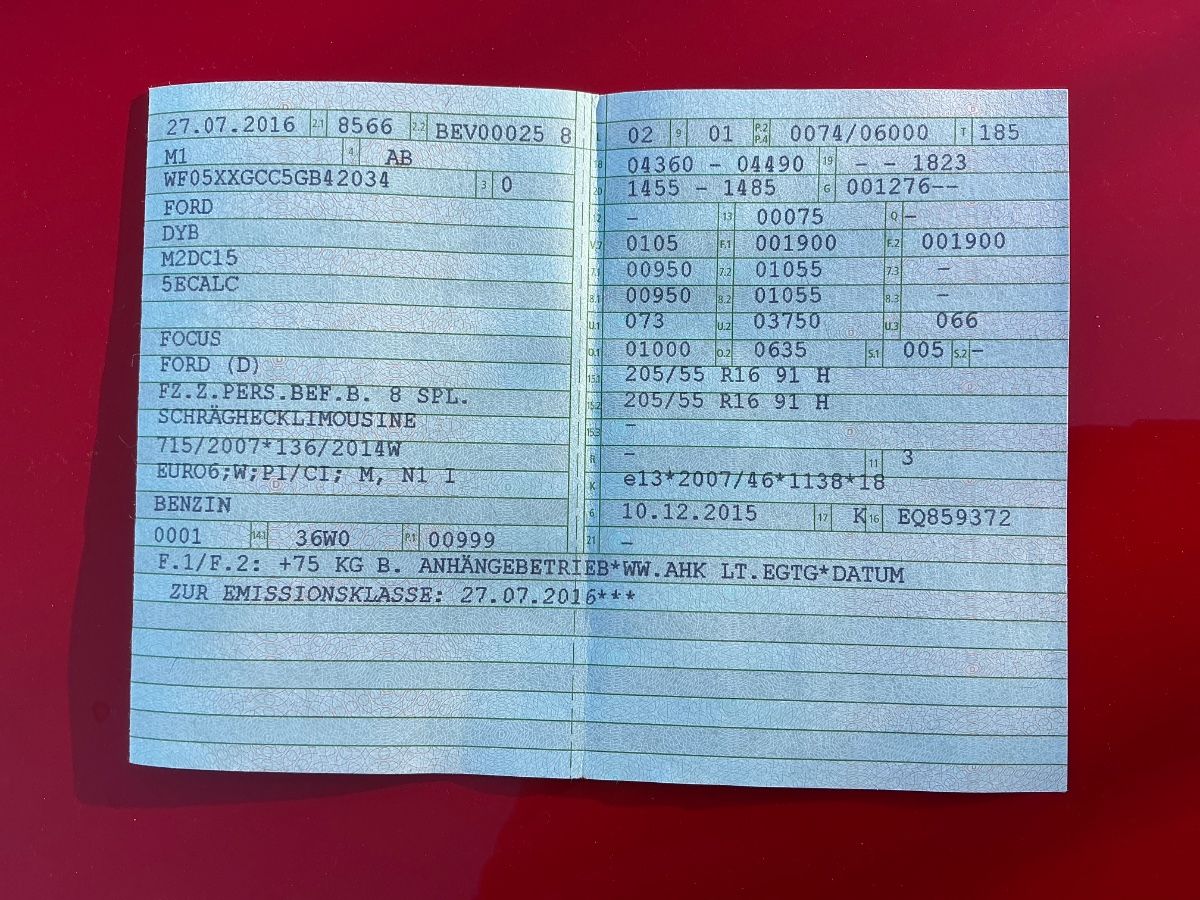 27.07.2016 2.1 8566 2.2 BEV00025 8
M1 4 AB
WF05XXGCC5GB42034 3 0
FORD
DYB
M2DC15
5ECALC
FOCUS
FORD (D)
FZ.Z.PERS.BEF.B. 8 SPL.
SCHRÄGHECKLIMOUSINE
715/2007*136/2014W
EURO6;W;PI/CI; M, N1 I
BENZIN
0001 14.1 36W0 P.1 00999
02 9 01 P.2 P.4 0074/06000 T 185
18 04360 - 04490 19 - - 1823
20 1455 - 1485 G 001276--
12 - 13 00075 Q -
V.7 0105 F.1 001900 F.2 001900
7.1 00950 7.2 01055 7.3 -
8.1 00950 8.2 01055 8.3 -
U.1 073 U.2 03750 U.3 066
O.1 01000 O.2 0635 S.1 005 S.2 -
15.1 205/55 R16 91 H
15.2 205/55 R16 91 H
15.3 -
R - 11 3
K e13*2007/46*1138*18
6 10.12.2015 17 K 16 EQ859372
21 -
F.1/F.2: +75 KG B. ANHÄNGEBETRIEB*WW.AHK LT.EGTG*DATUM
ZUR EMISSIONSKLASSE: 27.07.2016***